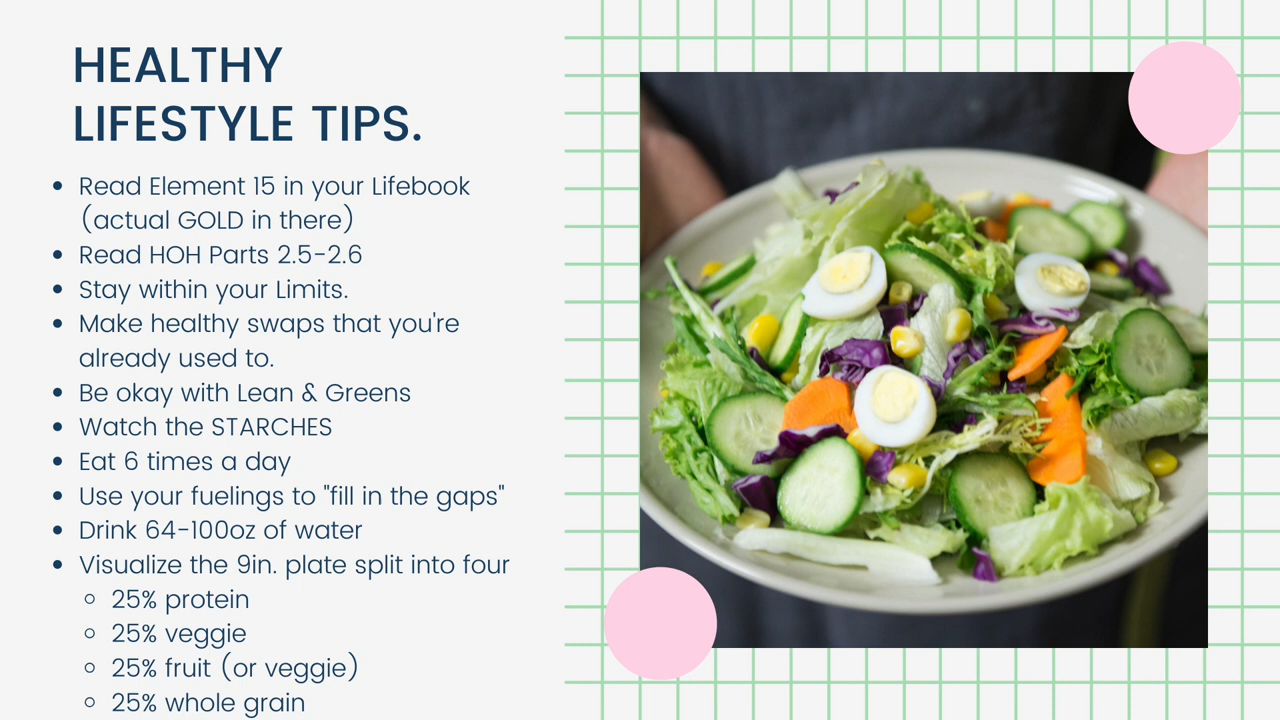 HEALTHY
LIFESTYLE TIPS.
• Read Element 15 in your Lifebook
(actual GOLD in there)
• Read HOH Parts 2.5-2.6
• Stay within your Limits.
• Make healthy swaps that you're
already used to.
• Be okay with Lean & Greens
• Watch the STARCHES
• Eat 6 times a day
• Use your fuelings to "fill in the gaps"
• Drink 64-100oz of water
• Visualize the 9in. plate split into four
◦ 25% protein
◦ 25% veggie
◦ 25% fruit (or veggie)
◦ 25% whole grain